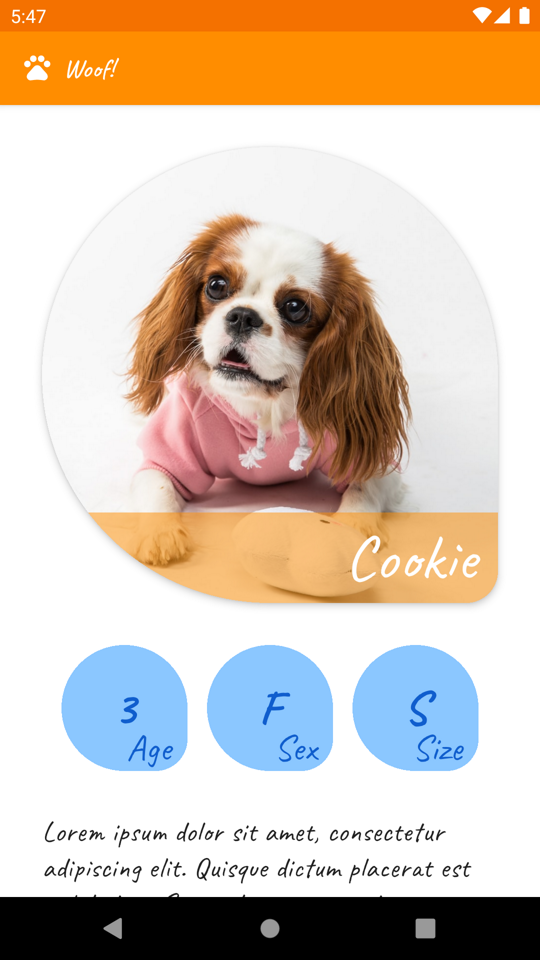 5:47
Woof!
Cookie
3 F S
Age Sex Size
Lorem ipsum dolor sit amet, consectetur
adipiscing elit. Quisque dictum placerat est